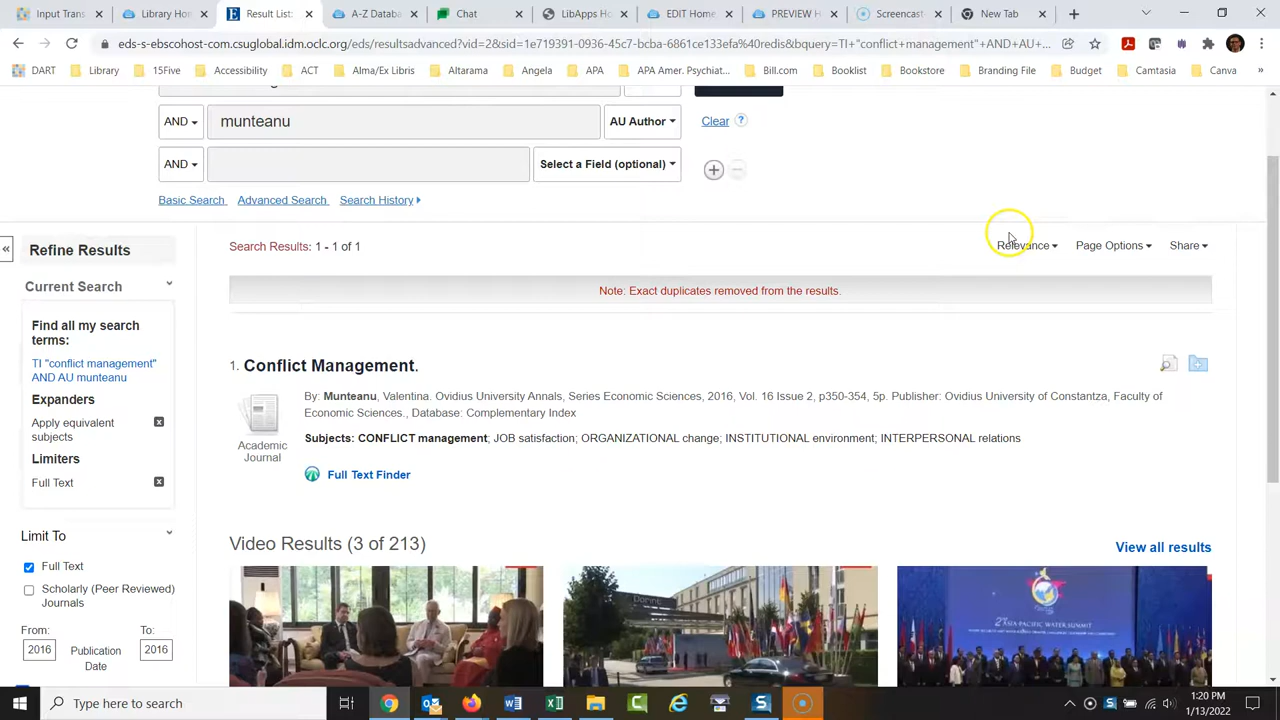 Input Trans
Library Hom
Result List:
A-Z Databas
Chat
LibApps Ho
EDIT Home
PREVIEW H
Screencast
New Tab
eds-s-ebscohost-com.csuglobal.idm.oclc.org/eds/resultsadvanced?vid=2&sid
19391-0936-45c7-bcba-6861ce133efa%40redis&bquery=TI+"conflict+management"+AND+AU+...
DART
Library
15Five
Accessibility
ACT
Alma/Ex Libris
Altarama
Angela
APA
APA Amer. Psychiat...
Bill.com
Booklist
Bookstore
Branding File
Budget
Camtasia
Canva
»
AND
munteanu
AU Author
Clear
?
AND
Select a Field (optional)
Basic Search
Advanced Search
Search History
«
Refine Results
Search Results: 1 - 1 of 1
Relevance
Page Options
Share
Current Search
Note: Exact duplicates removed from the results.
Find all my search
terms:
TI "conflict management"
AND AU munteanu
Expanders
Apply equivalent
subjects
Limiters
Full Text
1. Conflict Management.
By: Munteanu, Valentina. Ovidius University Annals, Series Economic Sciences, 2016, Vol. 16 Issue 2, p350-354, 5p. Publisher: Ovidius University of Constantza, Faculty of
Economic Sciences., Database: Complementary Index
Academic
Journal
Subjects: CONFLICT management; JOB satisfaction; ORGANIZATIONAL change; INSTITUTIONAL environment; INTERPERSONAL relations
Full Text Finder
Limit To
Full Text
Scholarly (Peer Reviewed)
Journals
From:
To:
2016
Publication
Date
2016
Video Results (3 of 213)
View all results
2nd ASIA-PACIFIC WATER SUMMIT
Type here to search
1:20 PM
1/13/2022